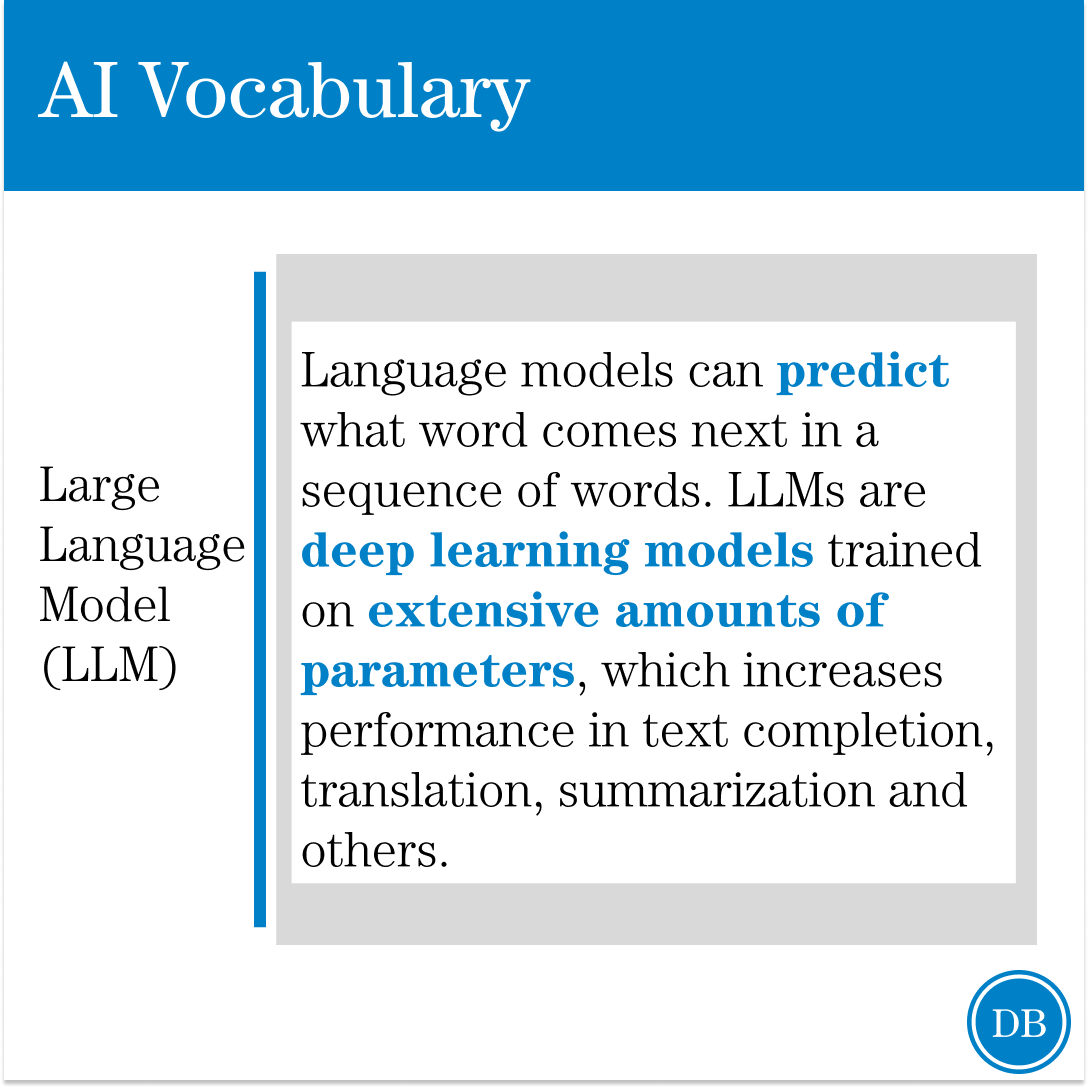 AI Vocabulary
Large
Language
Model
(LLM)
Language models can predict
what word comes next in a
sequence of words. LLMs are
deep learning models trained
on extensive amounts of
parameters, which increases
performance in text completion,
translation, summarization and
others.
DB